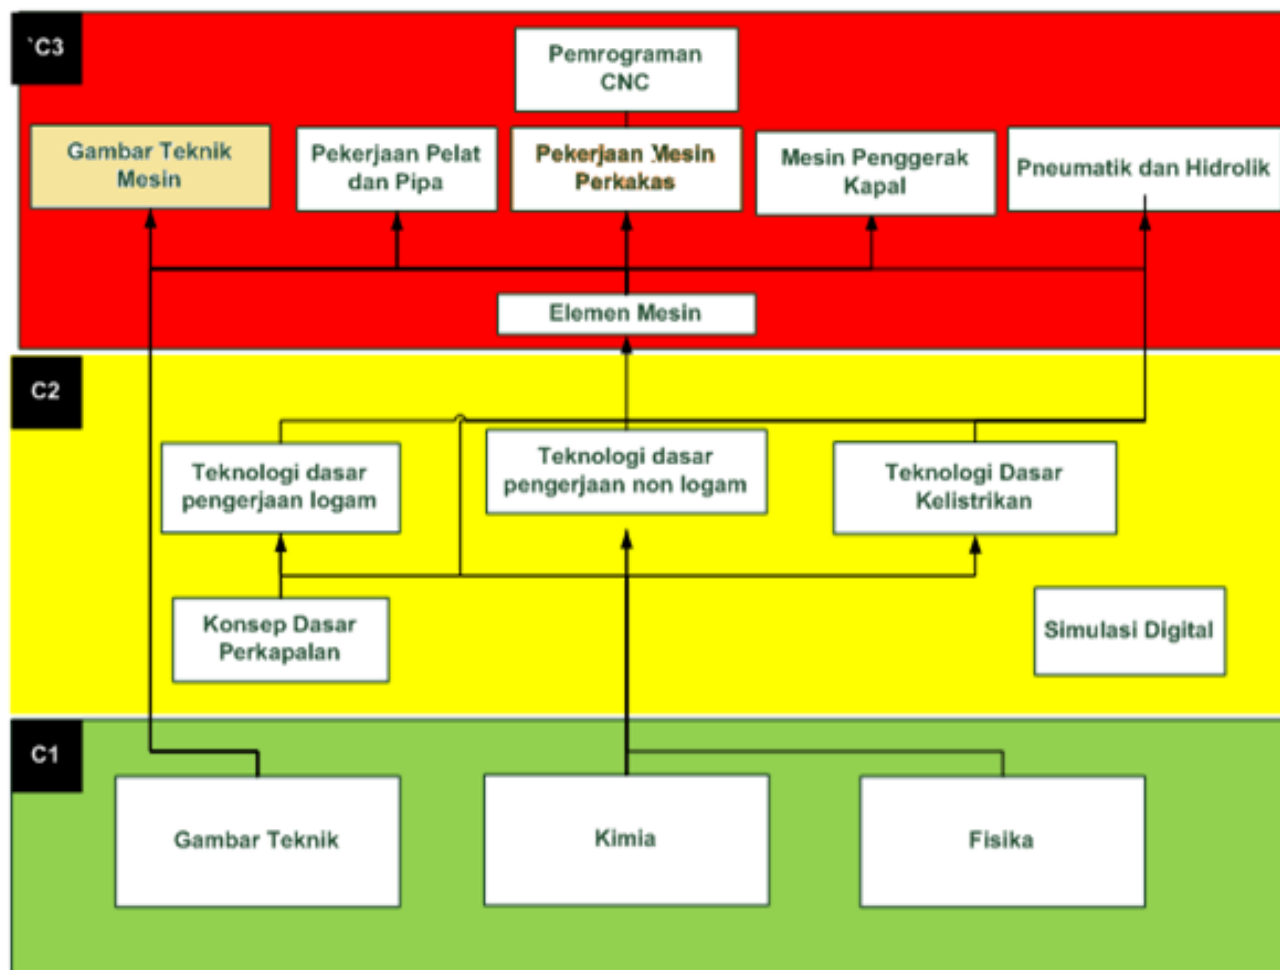 `C3
Pemrograman
CNC
Gambar Teknik
Mesin
Pekerjaan Pelat
dan Pipa
Pekerjaan Mesin
Perkakas
Mesin Penggerak
Kapal
Pneumatik dan Hidrolik
Elemen Mesin
C2
Teknologi dasar
pengerjaan logam
Teknologi dasar
pengerjaan non logam
Teknologi Dasar
Kelistrikan
Konsep Dasar
Perkapalan
Simulasi Digital
C1
Gambar Teknik
Kimia
Fisika